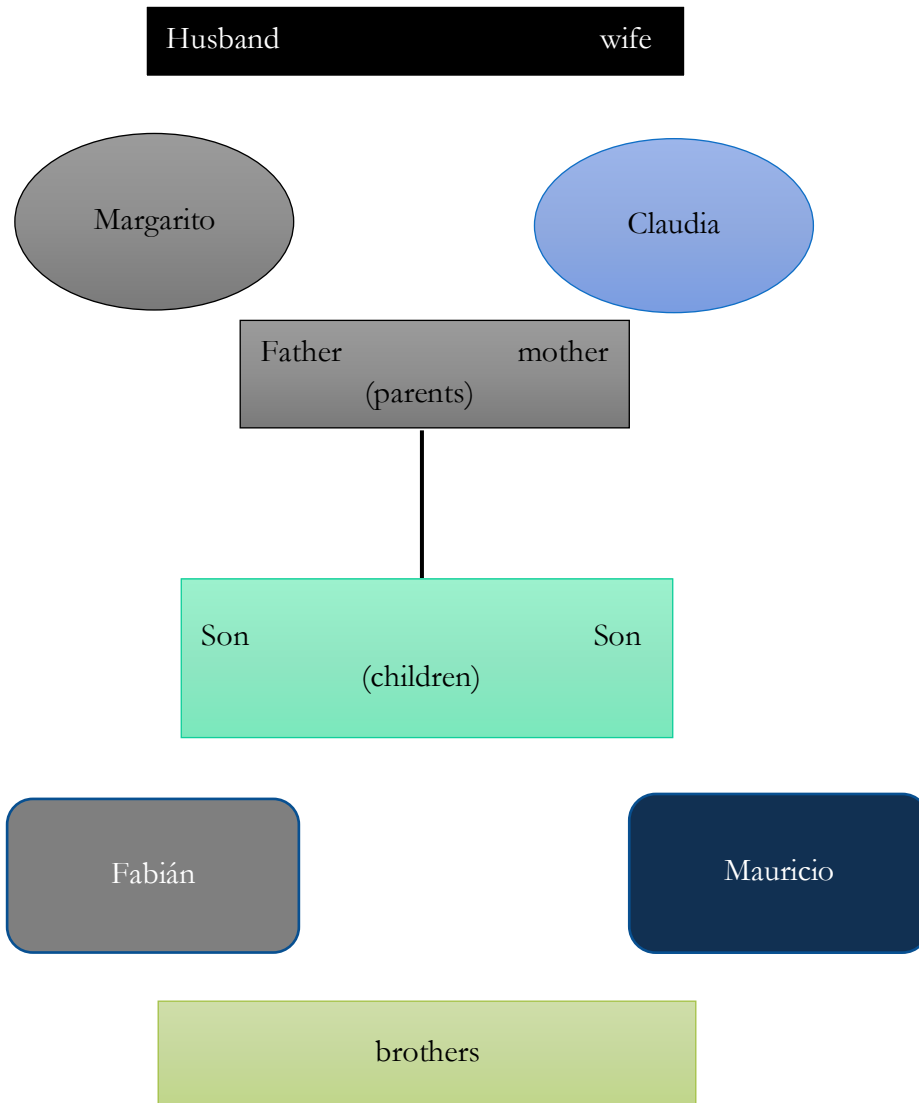 Husband wife
Margarito
Claudia
Father mother
(parents)
Son Son
(children)
Fabián
Mauricio
brothers